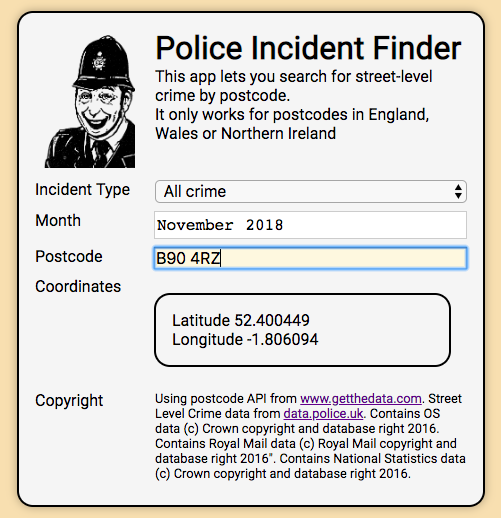 Police Incident Finder
This app lets you search for street-level
crime by postcode.
It only works for postcodes in England,
Wales or Northern Ireland
Incident Type
All crime
Month
November 2018
Postcode
B90 4RZ
Coordinates
Latitude 52.400449
Longitude -1.806094
Copyright
Using postcode API from www.getthedata.com. Street
Level Crime data from data.police.uk. Contains OS
data (c) Crown copyright and database right 2016.
Contains Royal Mail data (c) Royal Mail copyright and
database right 2016". Contains National Statistics data
(c) Crown copyright and database right 2016.